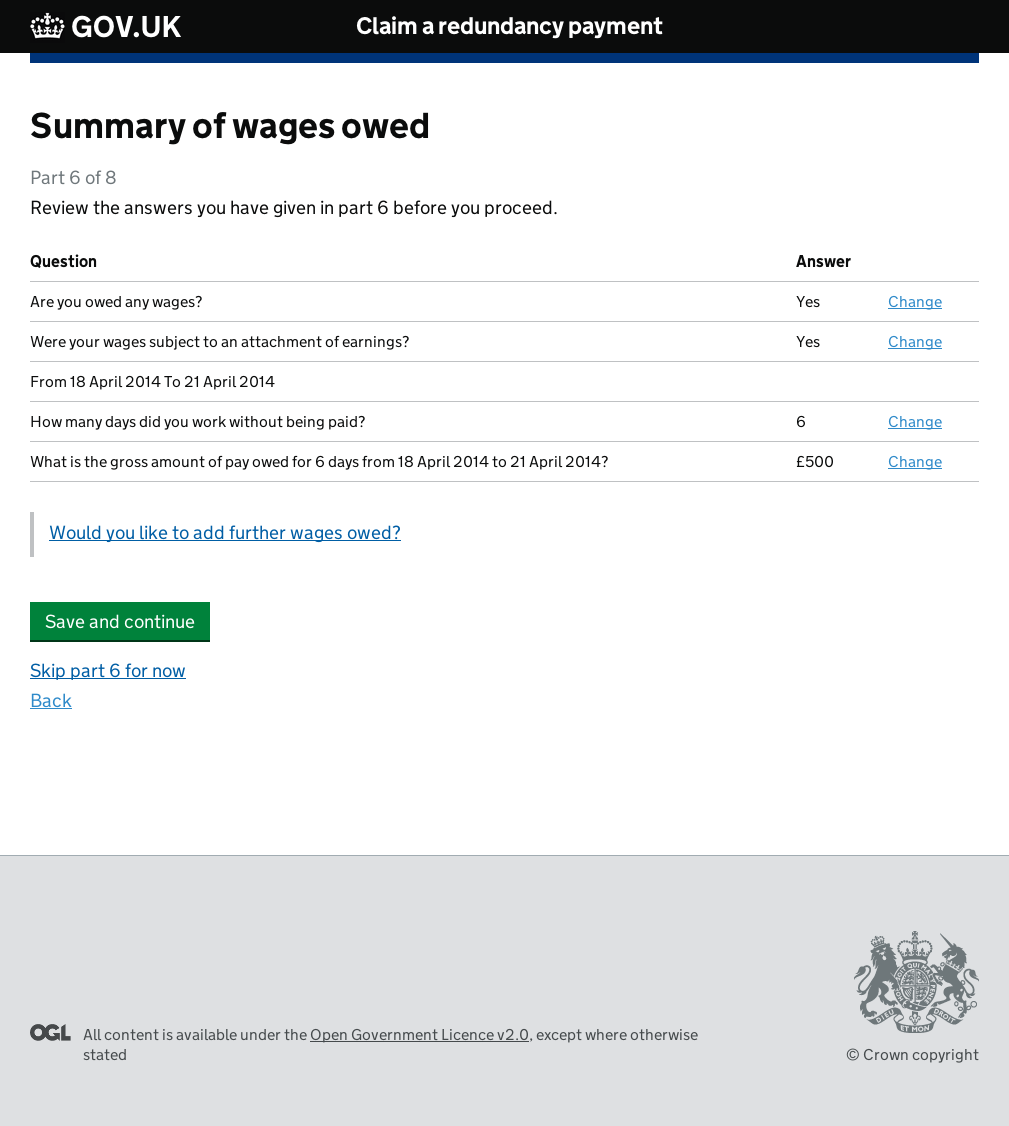 GOV.UK Claim a redundancy payment
Summary of wages owed
Part 6 of 8
Review the answers you have given in part 6 before you proceed.
Question Answer
Are you owed any wages? Yes Change
Were your wages subject to an attachment of earnings? Yes Change
From 18 April 2014 To 21 April 2014
How many days did you work without being paid? 6 Change
What is the gross amount of pay owed for 6 days from 18 April 2014 to 21 April 2014? £500 Change
Would you like to add further wages owed?
Save and continue
Skip part 6 for now
Back
OGL All content is available under the Open Government Licence v2.0, except where otherwise
stated
© Crown copyright